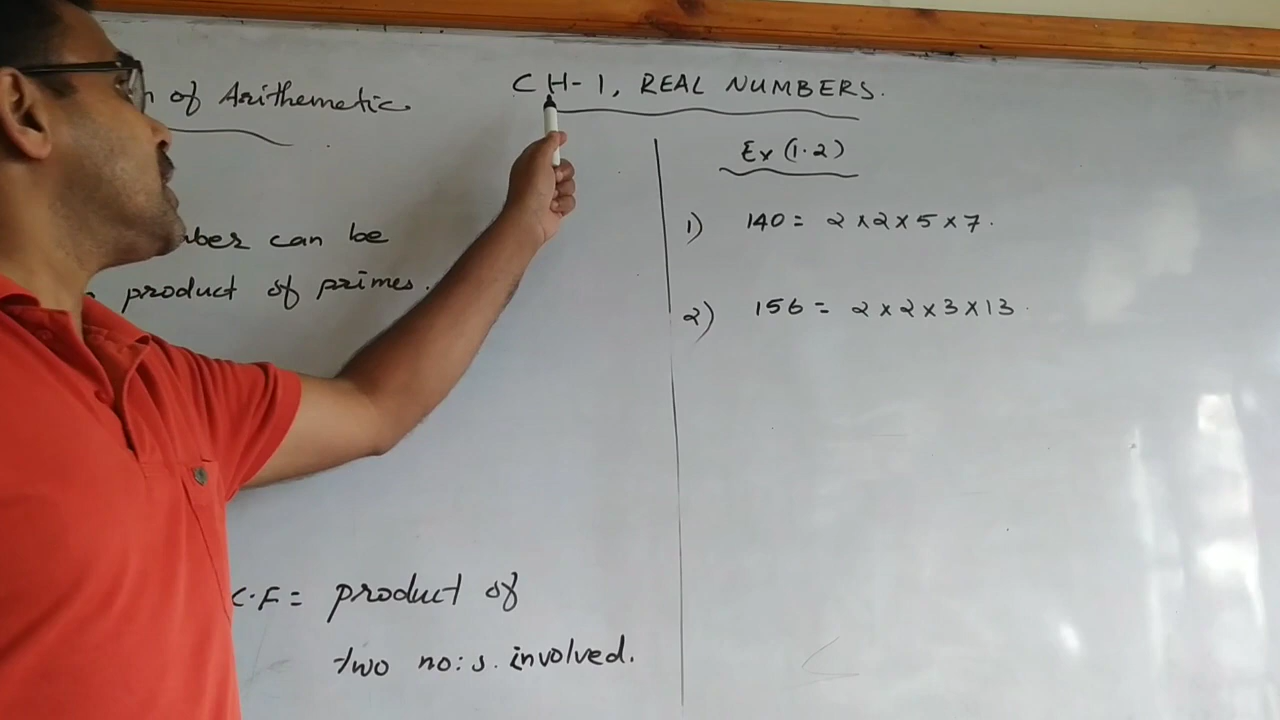 of Arithemetic
can be
product of primes.
C.F = product of
two no:s. involved.
CH-1, REAL NUMBERS.
Ex (1.2)
1) 140 = 2 x 2 x 5 x 7.
2) 156 = 2 x 2 x 3 x 13.